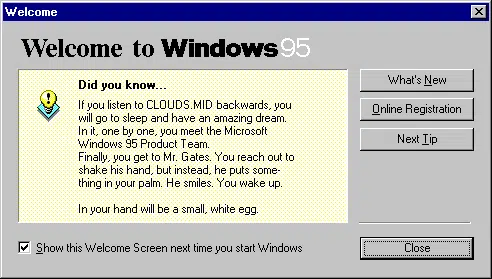 Welcome
Welcome to Windows95
Did you know...
If you listen to CLOUDS.MID backwards, you
will go to sleep and have an amazing dream.
In it, one by one, you meet the Microsoft
Windows 95 Product Team.
Finally, you get to Mr. Gates. You reach out to
shake his hand, but instead, he puts some-
thing in your palm. He smiles. You wake up.
In your hand will be a small, white egg.
What's New
Online Registration
Next Tip
Show this Welcome Screen next time you start Windows
Close